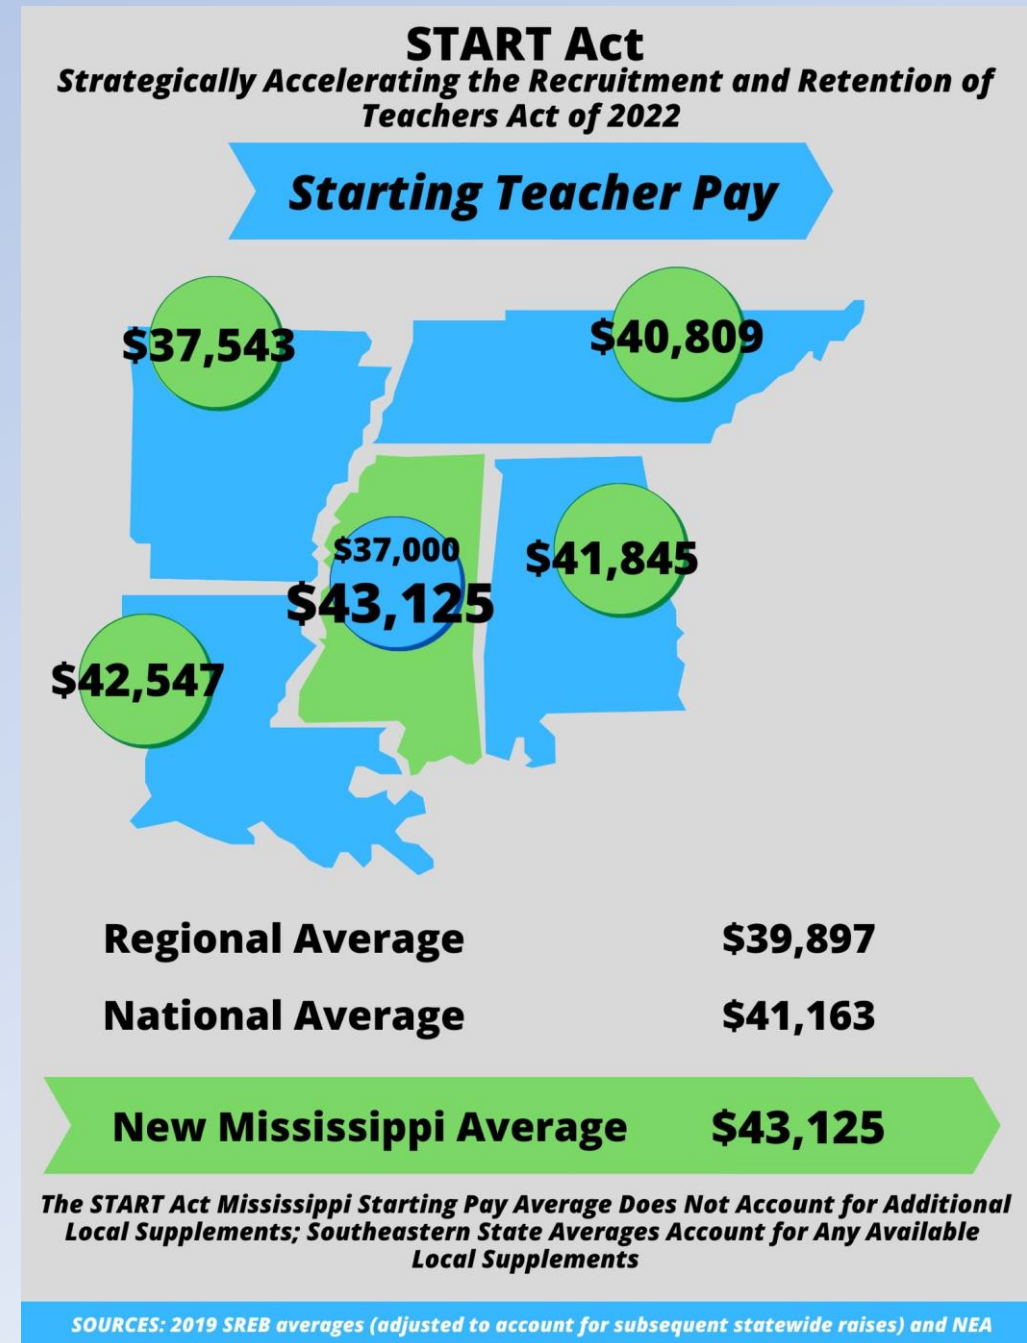 START Act
Strategically Accelerating the Recruitment and Retention of
Teachers Act of 2022
Starting Teacher Pay
$37,543
$40,809
$37,000
$43,125
$41,845
$42,547
Regional Average $39,897
National Average $41,163
New Mississippi Average $43,125
The START Act Mississippi Starting Pay Average Does Not Account for Additional
Local Supplements; Southeastern State Averages Account for Any Available
Local Supplements
SOURCES: 2019 SREB averages (adjusted to account for subsequent statewide raises) and NEA